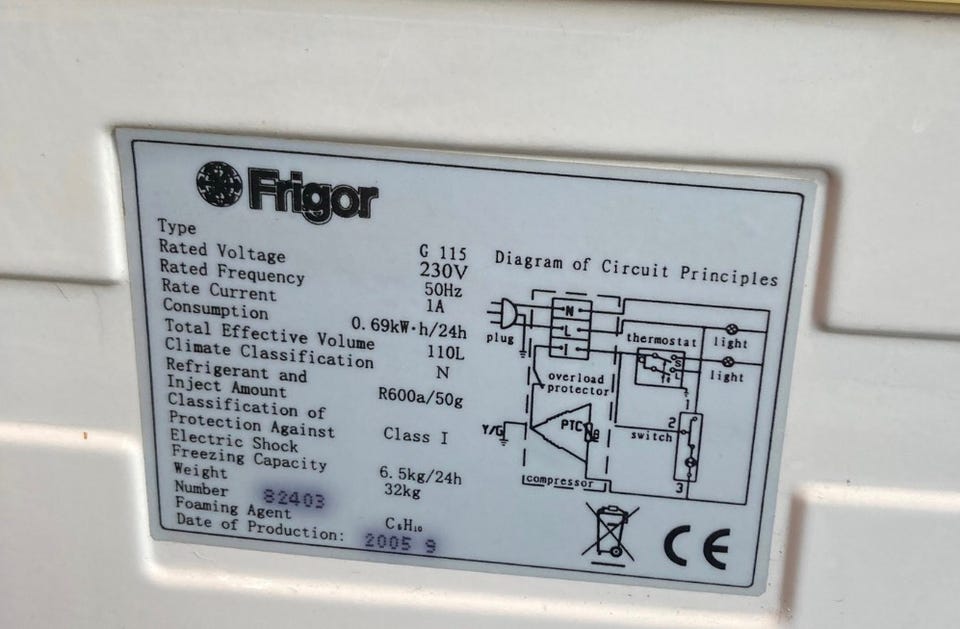 Frigor
Type G 115
Rated Voltage 230V
Rated Frequency 50Hz
Rate Current 1A
Consumption 0.69kW·h/24h
Total Effective Volume 110L
Climate Classification N
Refrigerant and
Inject Amount R600a/50g
Classification of
Protection Against
Electric Shock Class I
Freezing Capacity 6.5kg/24h
Weight 32kg
Number 82403
Foaming Agent C₅H₁₀
Date of Production: 2005 9
Diagram of Circuit Principles
N
L
plug
light
thermostat
light
overload
protector
PTC
Y/G
1
2
switch
3
compressor
CE